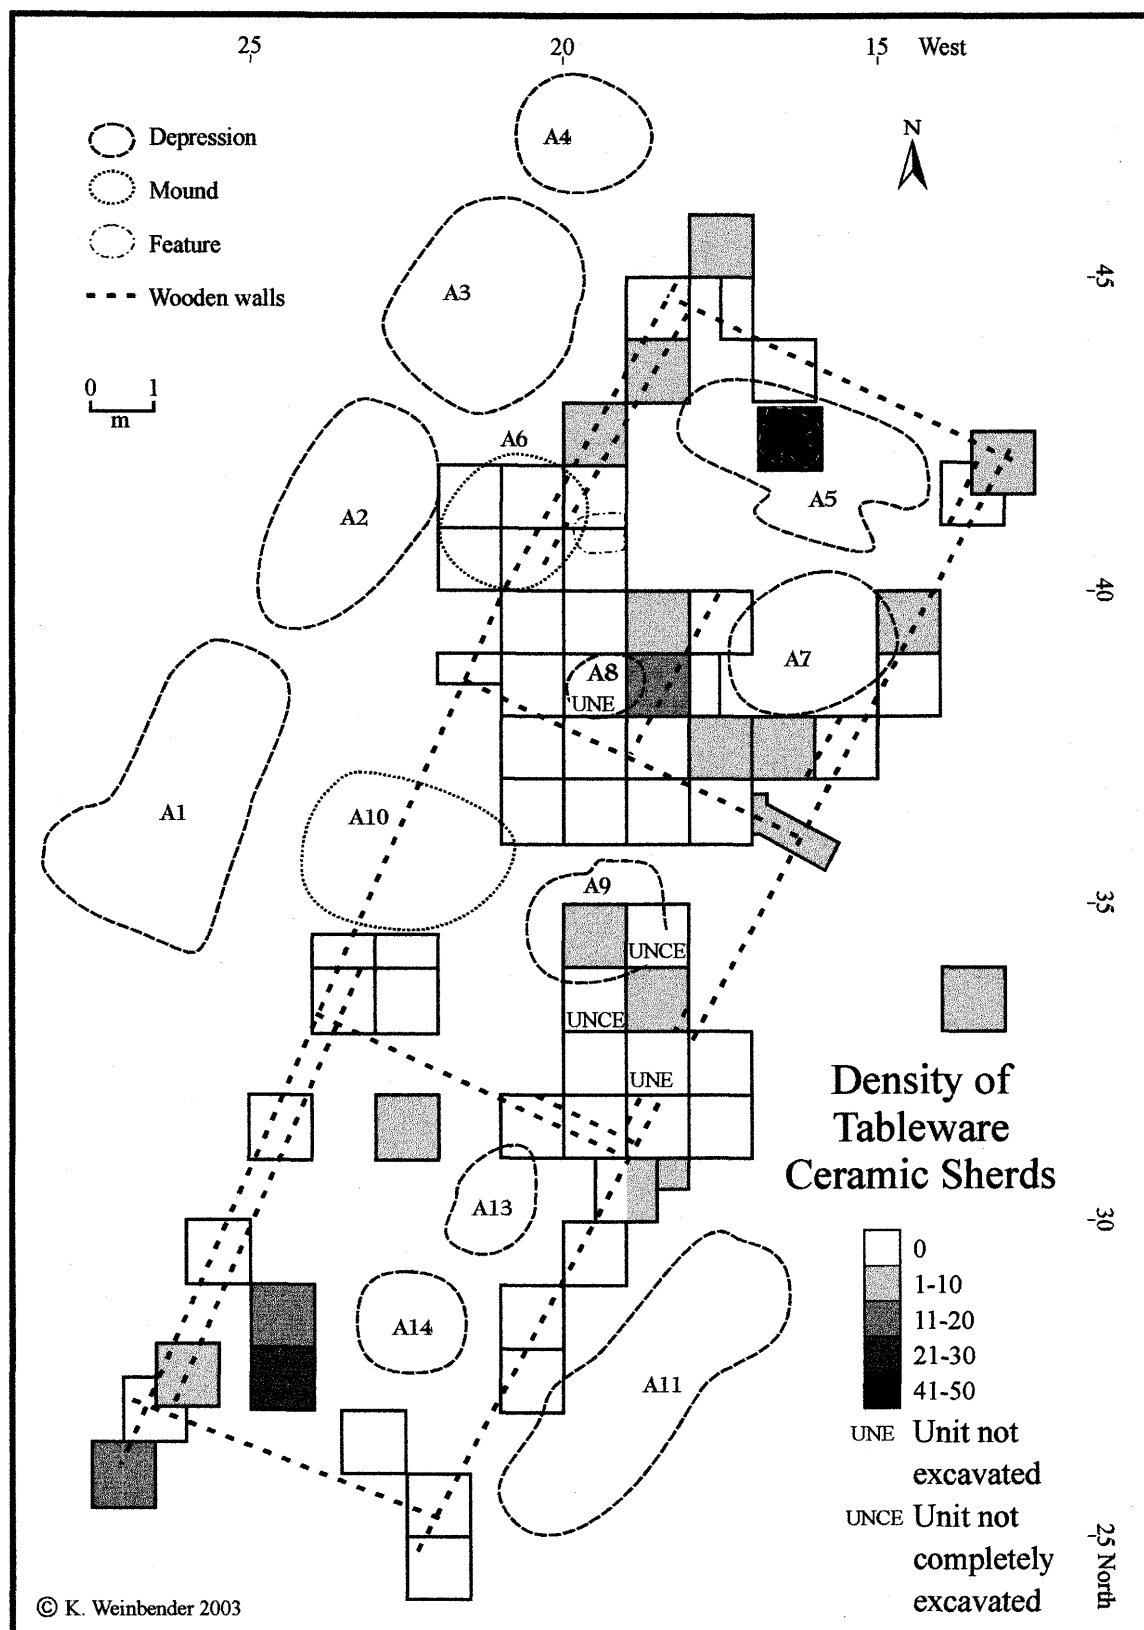 25
20
15
West
A4
N
Depression
Mound
Feature
Wooden walls
A3
45
0 1
m
A6
A2
A5
40
A7
A8
UNE
A1
A10
A9
35
UNCE
UNCE
UNE
Density of
Tableware
Ceramic Sherds
A13
30
0
1-10
11-20
21-30
41-50
A14
A11
UNE Unit not
excavated
UNCE Unit not
completely
excavated
25 North
© K. Weinbender 2003